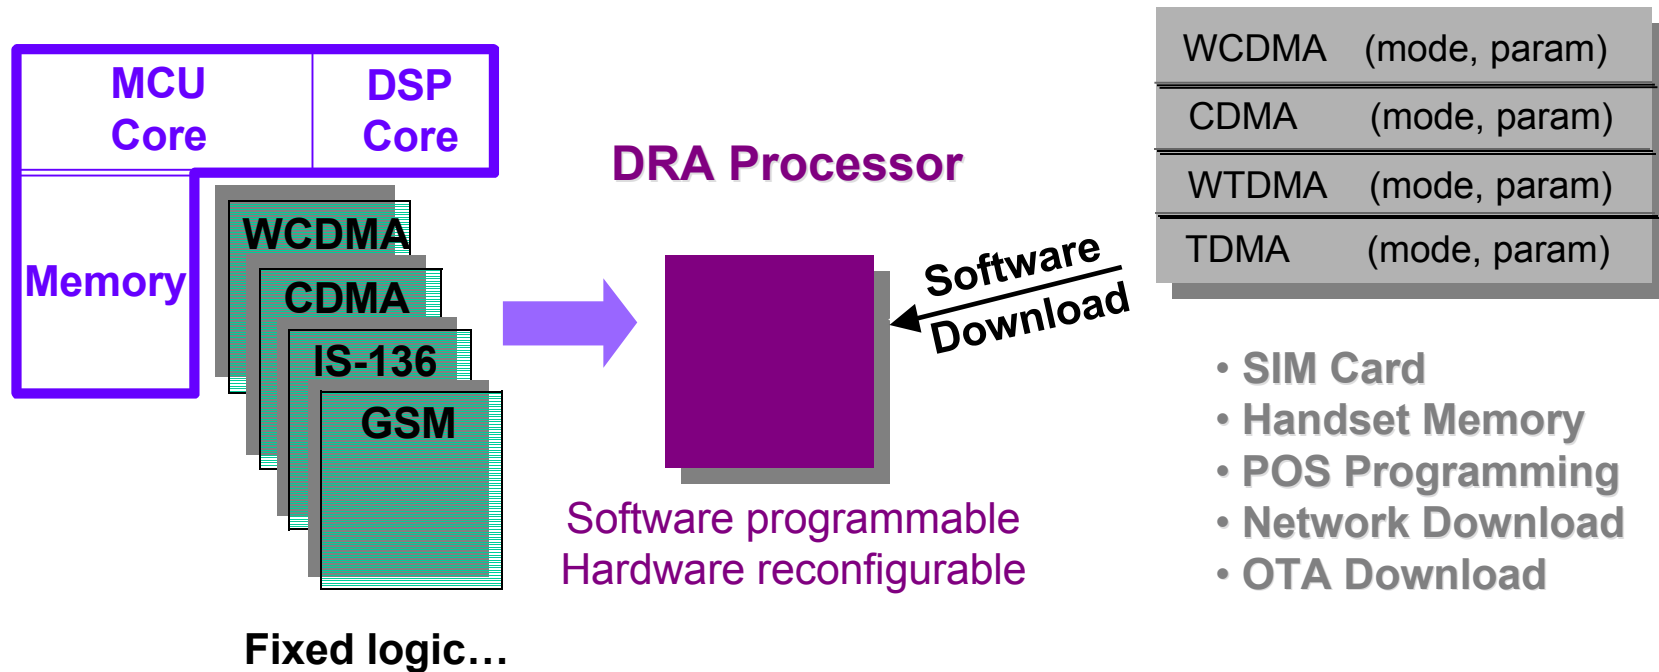 MCU
Core
DSP
Core
Memory
WCDMA
CDMA
IS-136
GSM
Fixed logic…
DRA Processor
Software programmable
Hardware reconfigurable
Software
Download
WCDMA (mode, param)
CDMA (mode, param)
WTDMA (mode, param)
TDMA (mode, param)
• SIM Card
• Handset Memory
• POS Programming
• Network Download
• OTA Download